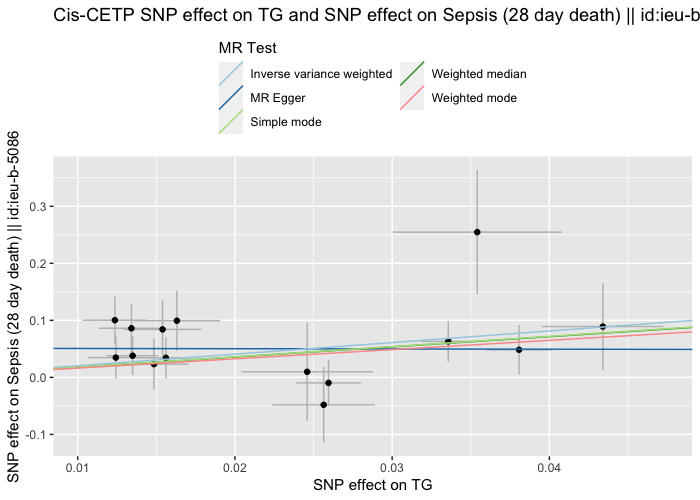 Cis-CETP SNP effect on TG and SNP effect on Sepsis (28 day death) || id:ieu-b
MR Test
Inverse variance weighted
Weighted median
MR Egger
Weighted mode
Simple mode
SNP effect on Sepsis (28 day death) || id:ieu-b-5086
0.3
0.2
0.1
0.0
-0.1
0.01
0.02
0.03
0.04
SNP effect on TG